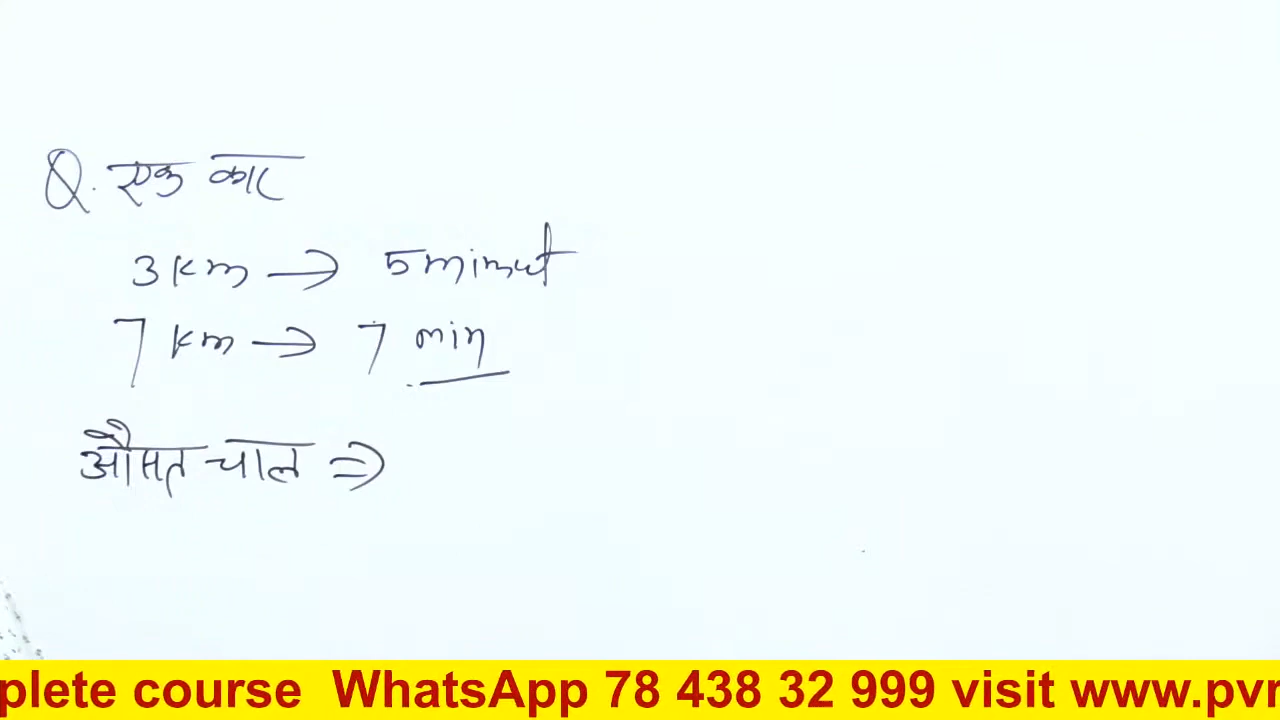 Q. एक कार
3 km → 5 minut
7 km → 7 min
औसत चाल ⇒
plete course WhatsApp 78 438 32 999 visit www.pvr